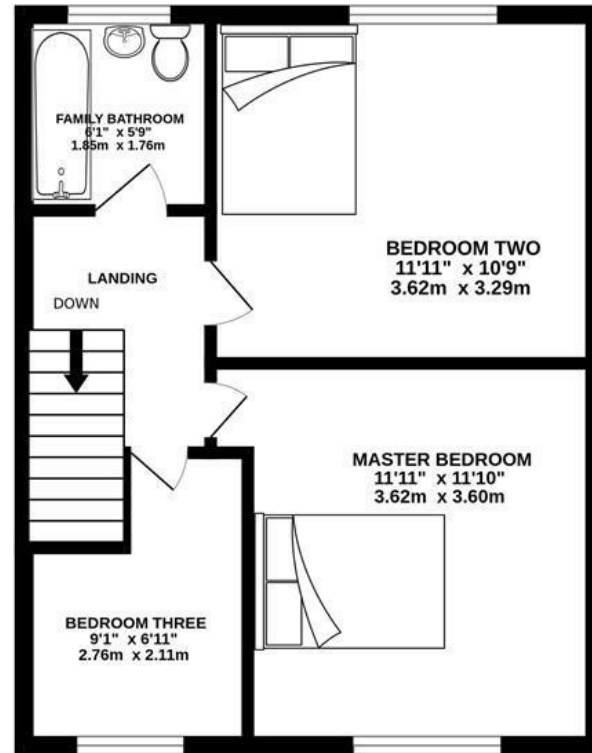 FAMILY BATHROOM
6'1" x 5'9"
1.85m x 1.76m
LANDING
DOWN
BEDROOM TWO
11'11" x 10'9"
3.62m x 3.29m
MASTER BEDROOM
11'11" x 11'10"
3.62m x 3.60m
BEDROOM THREE
9'1" x 6'11"
2.76m x 2.11m